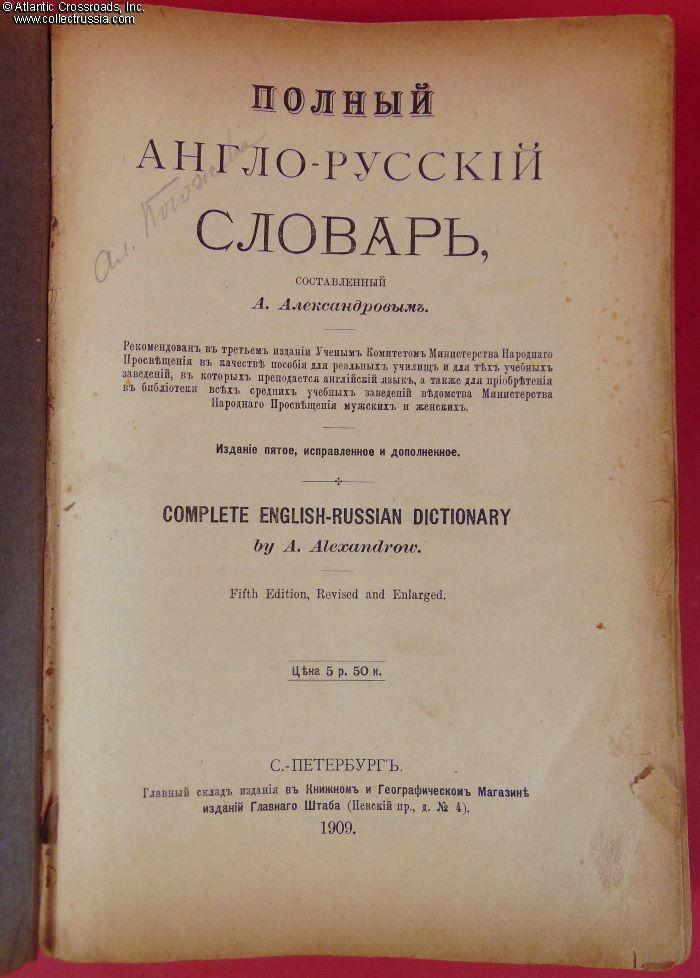 © Atlantic Crossroads, Inc.
www.collectrussia.com
ПОЛНЫЙ
АНГЛО-РУССКІЙ
СЛОВАРЬ,
СОСТАВЛЕННЫЙ
А. Александровымъ.
Рекомендованъ въ третьемъ изданіи Ученымъ Комитетомъ Министерства Народнаго
Просвѣщенія въ качествѣ пособія для реальныхъ училищъ и для тѣхъ учебныхъ
заведеній, въ которыхъ преподается англійскій языкъ, а также для пріобрѣтенія
въ библіотеки всѣхъ среднихъ учебныхъ заведеній вѣдомства Министерства
Народнаго Просвѣщенія мужскихъ и женскихъ.
Изданіе пятое, исправленное и дополненное.
COMPLETE ENGLISH-RUSSIAN DICTIONARY
by A. Alexandrow.
Fifth Edition, Revised and Enlarged.
Цѣна 5 р. 50 к.
С.-ПЕТЕРБУРГЪ.
Главный складъ изданія въ Книжномъ и Географическомъ Магазинѣ
изданій Главнаго Штаба (Невскій пр., д. № 4).
1909.